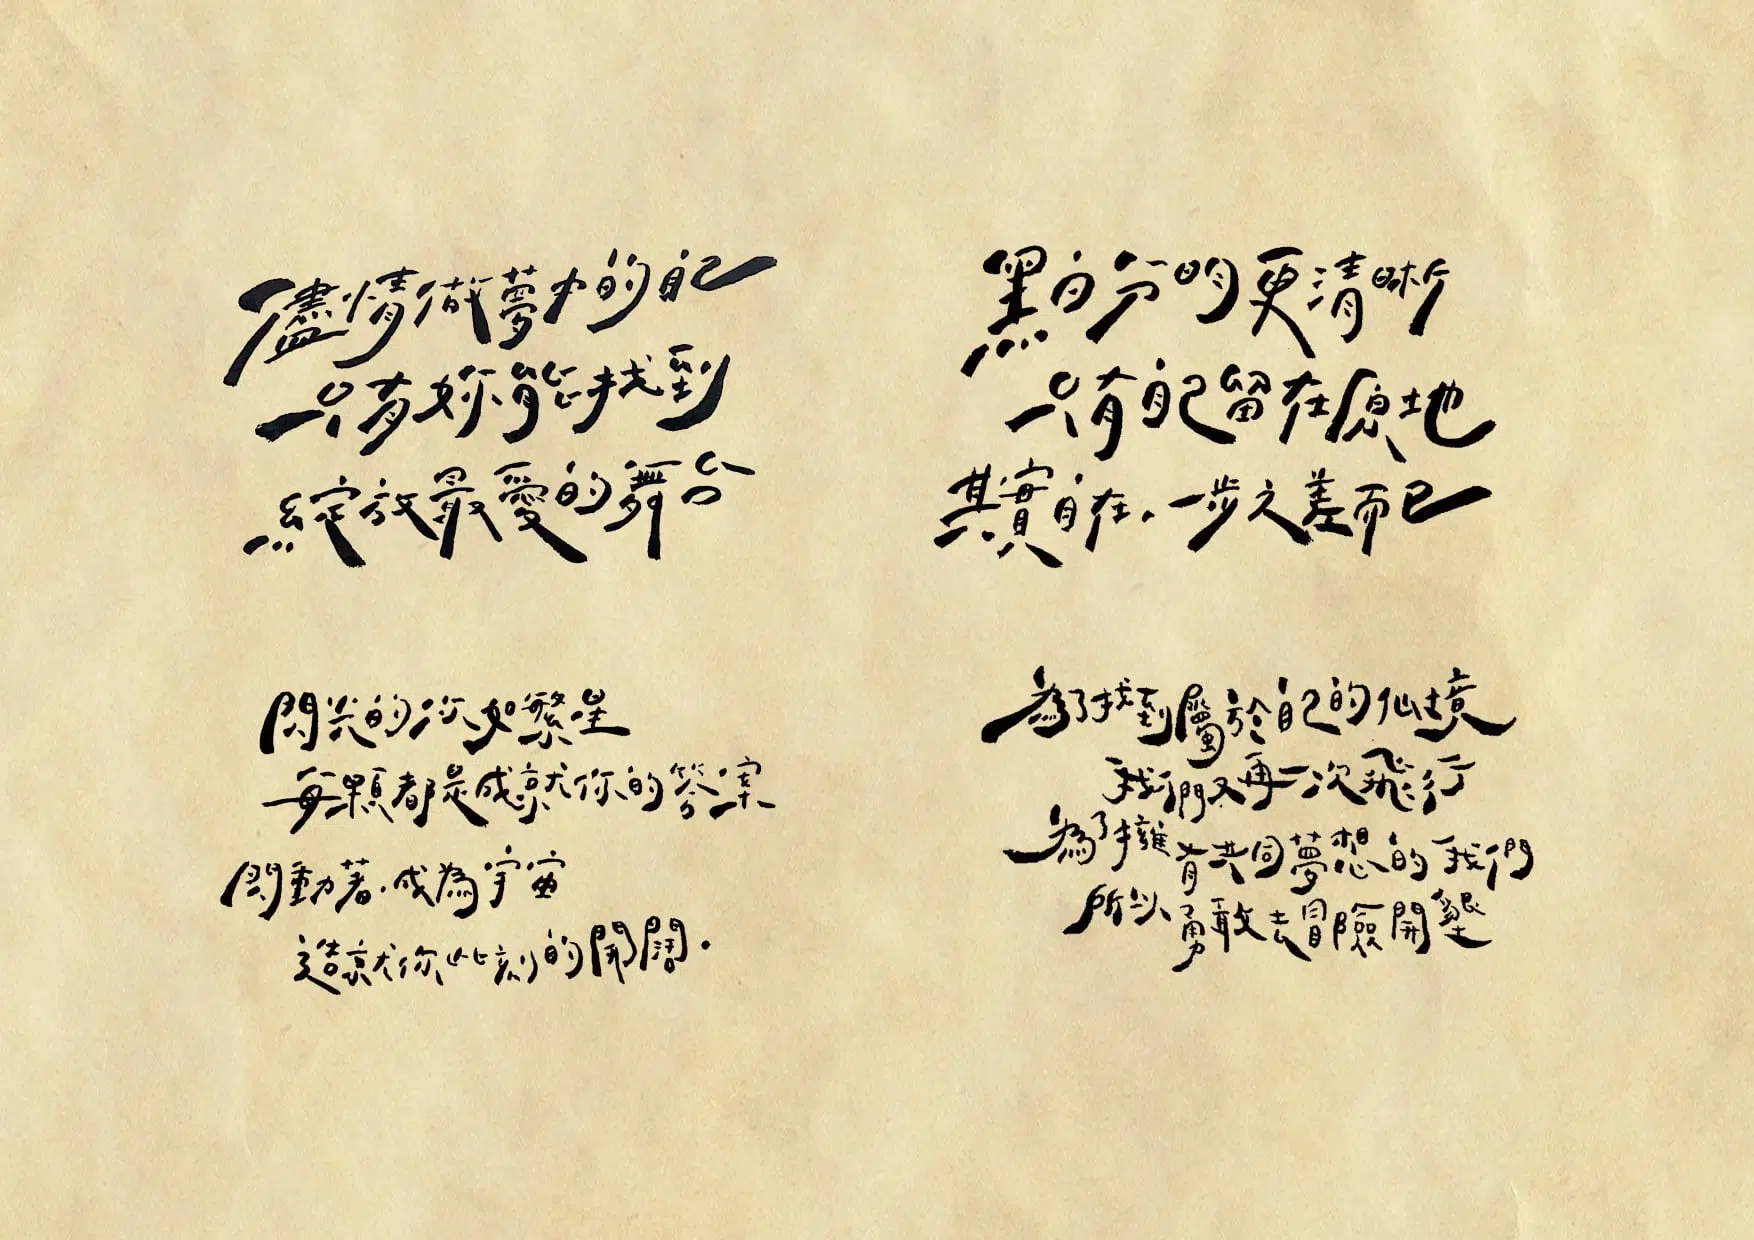 儘情做夢中的自己
只有妳能找到
綻放最愛的舞台
黑白分明更清晰
只有自己留在原地
其實自在，一步之差而已
閃光的你如繁星
每顆都是成就你的答案
閃動著，成為宇宙
造就你此刻的開闊。
為了找到屬於自己的仙境
我們又再一次飛行
為了擁有共同夢想的我們
所以勇敢去冒險開墾